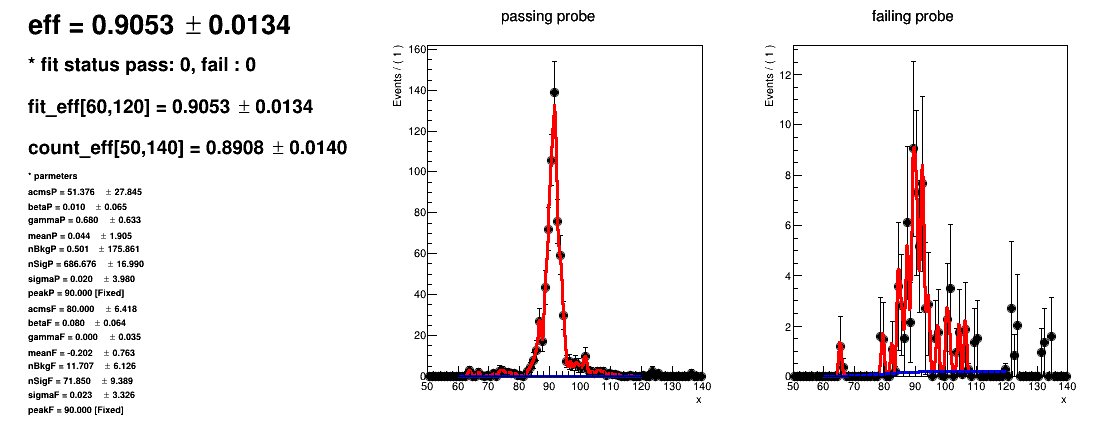 eff = 0.9053 ± 0.0134
* fit status pass: 0, fail : 0
fit_eff[60,120] = 0.9053 ± 0.0134
count_eff[50,140] = 0.8908 ± 0.0140
* parmeters
acmsP = 51.376 ± 27.845
betaP = 0.010 ± 0.065
gammaP = 0.680 ± 0.633
meanP = 0.044 ± 1.905
nBkgP = 0.501 ± 175.861
nSigP = 686.676 ± 16.990
sigmaP = 0.020 ± 3.980
peakP = 90.000 [Fixed]
acmsF = 80.000 ± 6.418
betaF = 0.080 ± 0.064
gammaF = 0.000 ± 0.035
meanF = -0.202 ± 0.763
nBkgF = 11.707 ± 6.126
nSigF = 71.850 ± 9.389
sigmaF = 0.023 ± 3.326
peakF = 90.000 [Fixed]
passing probe
Events / ( 1 )
160
140
120
100
80
60
40
20
0
50 60 70 80 90 100 110 120 130 140
x
failing probe
Events / ( 1 )
12
10
8
6
4
2
0
50 60 70 80 90 100 110 120 130 140
x